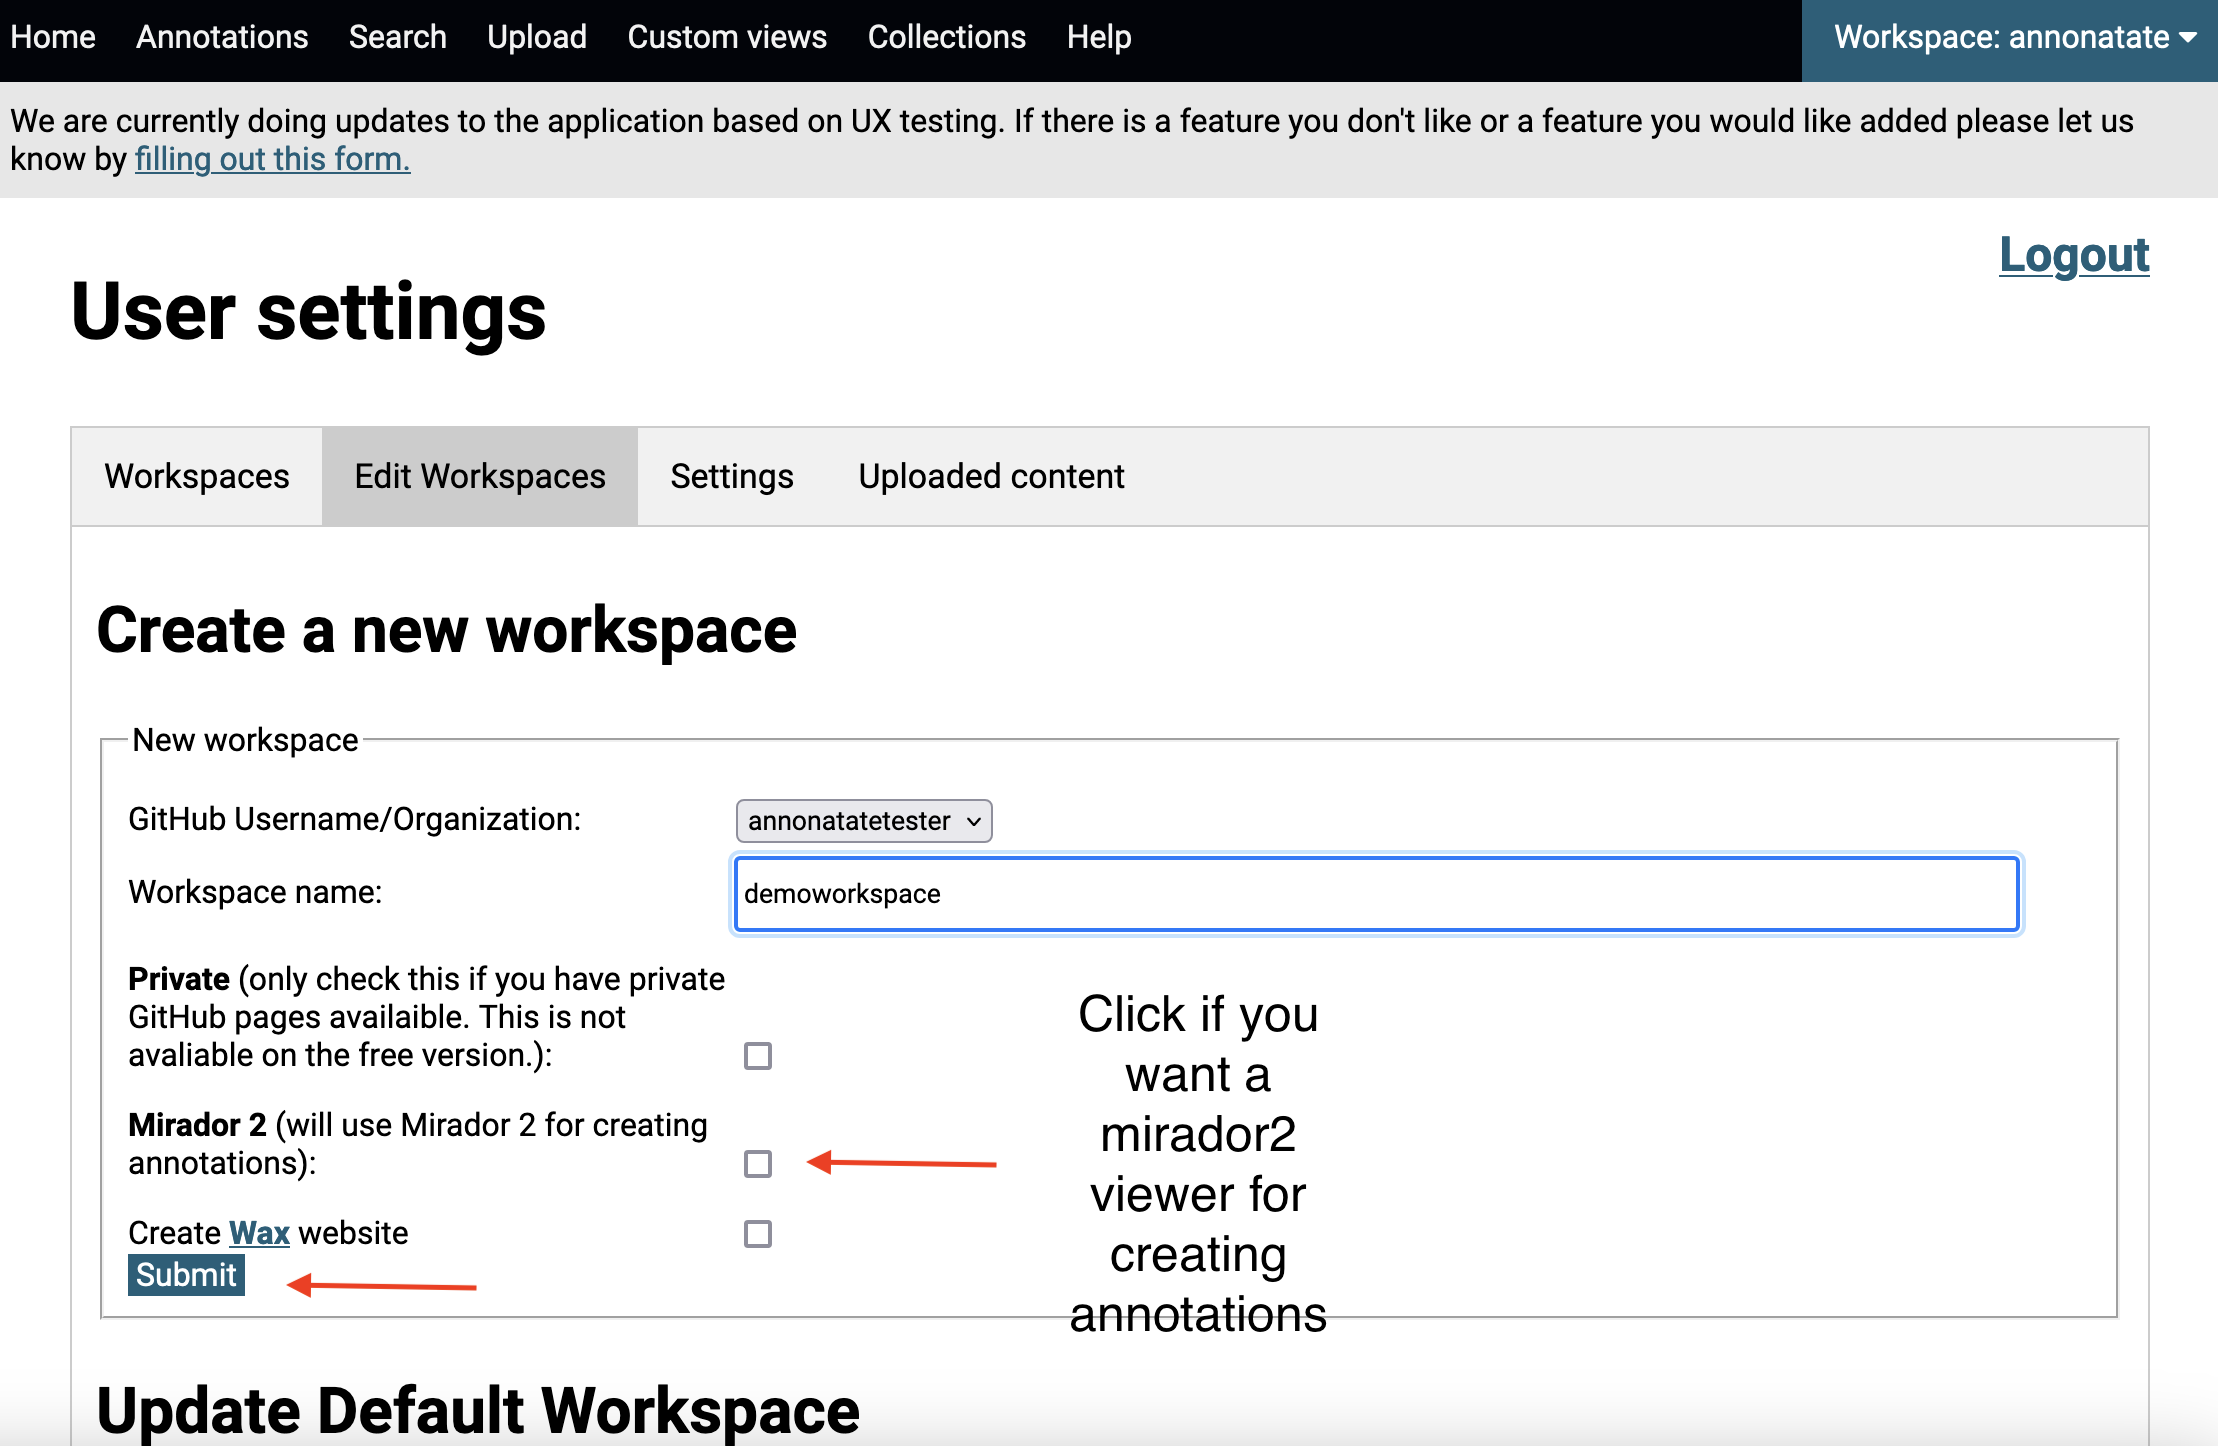 Home Annotations Search Upload Custom views Collections Help Workspace: annonatate
We are currently doing updates to the application based on UX testing. If there is a feature you don't like or a feature you would like added please let us
know by filling out this form.
Logout
User settings
Workspaces Edit Workspaces Settings Uploaded content
Create a new workspace
New workspace
GitHub Username/Organization: annonatatetester
Workspace name: demoworkspace
Private (only check this if you have private
GitHub pages availaible. This is not
avaliable on the free version.):
Mirador 2 (will use Mirador 2 for creating
annotations):
Create Wax website
Submit
Click if you
want a
mirador2
viewer for
creating
annotations
Update Default Workspace